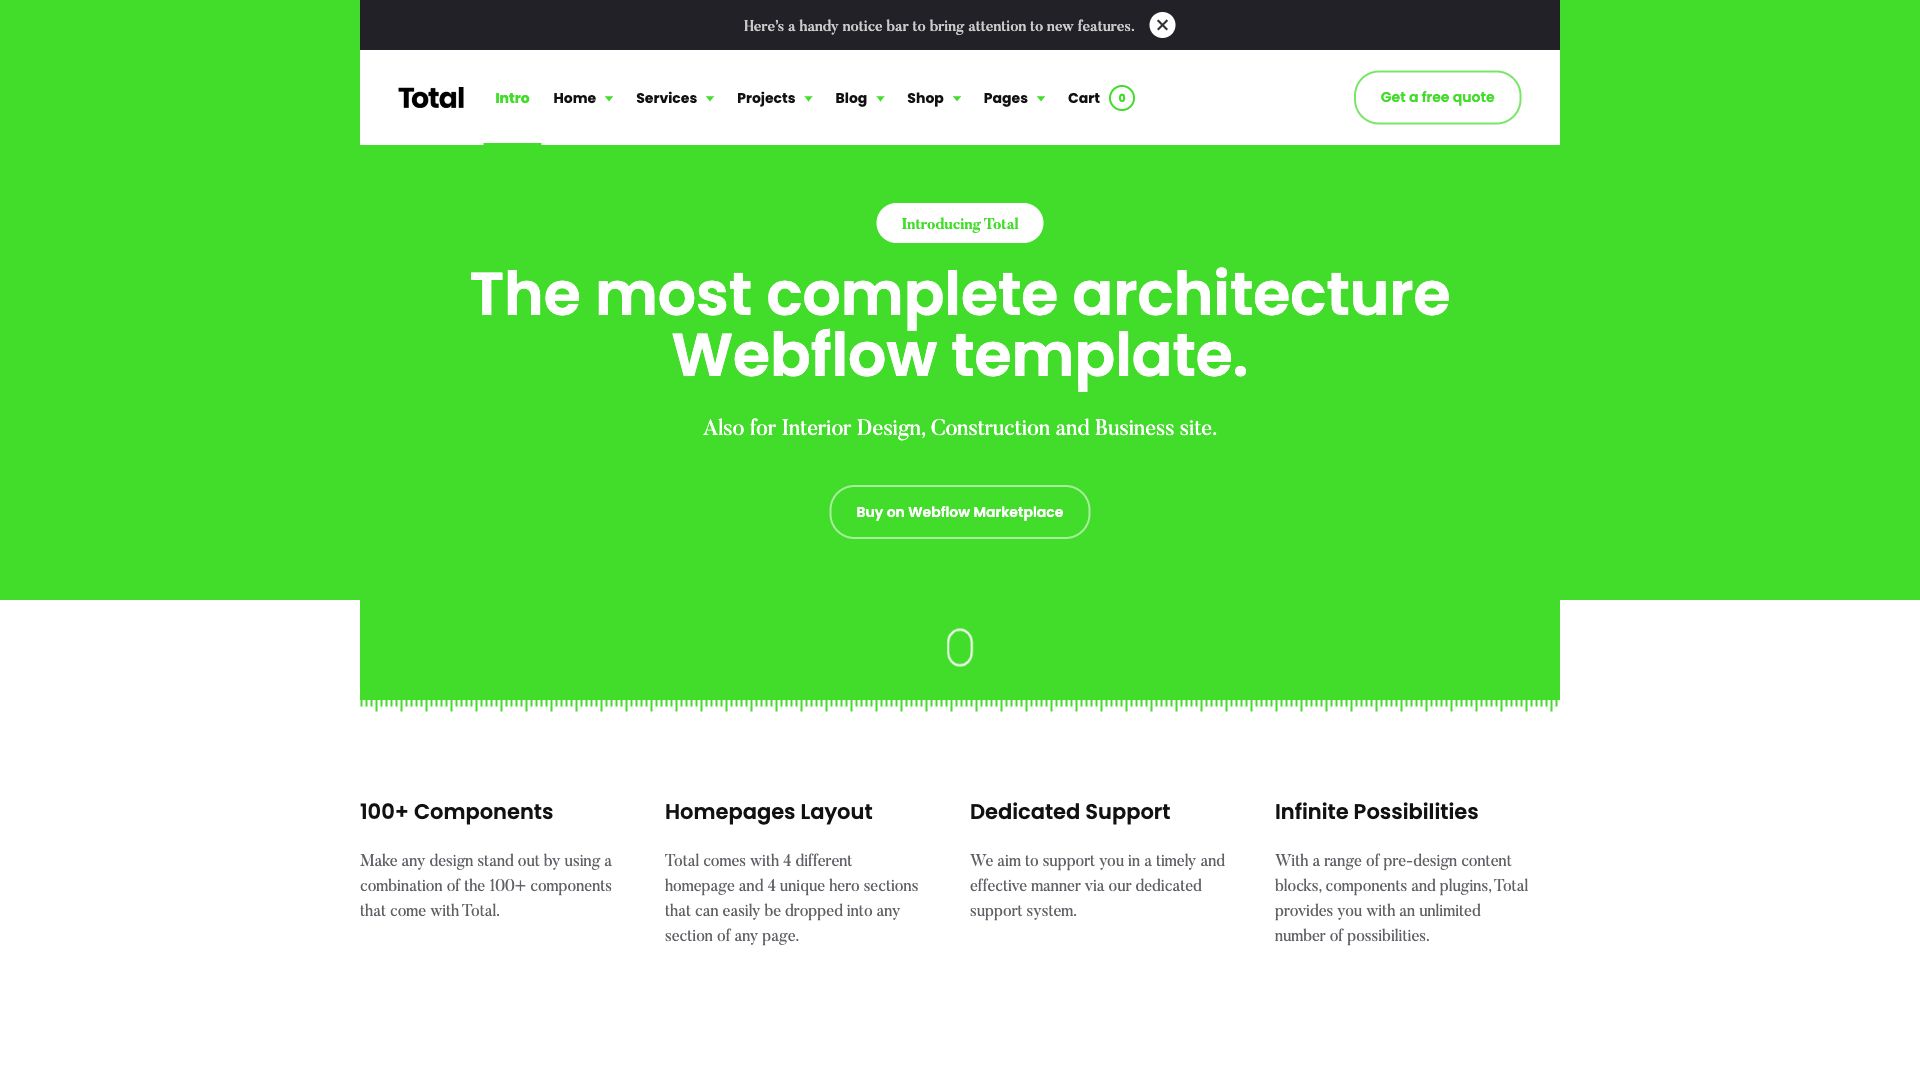 Here's a handy notice bar to bring attention to new features.
Total Intro Home Services Projects Blog Shop Pages Cart 0 Get a free quote
Introducing Total
The most complete architecture
Webflow template.
Also for Interior Design, Construction and Business site.
Buy on Webflow Marketplace
100+ Components
Make any design stand out by using a
combination of the 100+ components
that come with Total.
Homepages Layout
Total comes with 4 different
homepage and 4 unique hero sections
that can easily be dropped into any
section of any page.
Dedicated Support
We aim to support you in a timely and
effective manner via our dedicated
support system.
Infinite Possibilities
With a range of pre-design content
blocks, components and plugins, Total
provides you with an unlimited
number of possibilities.